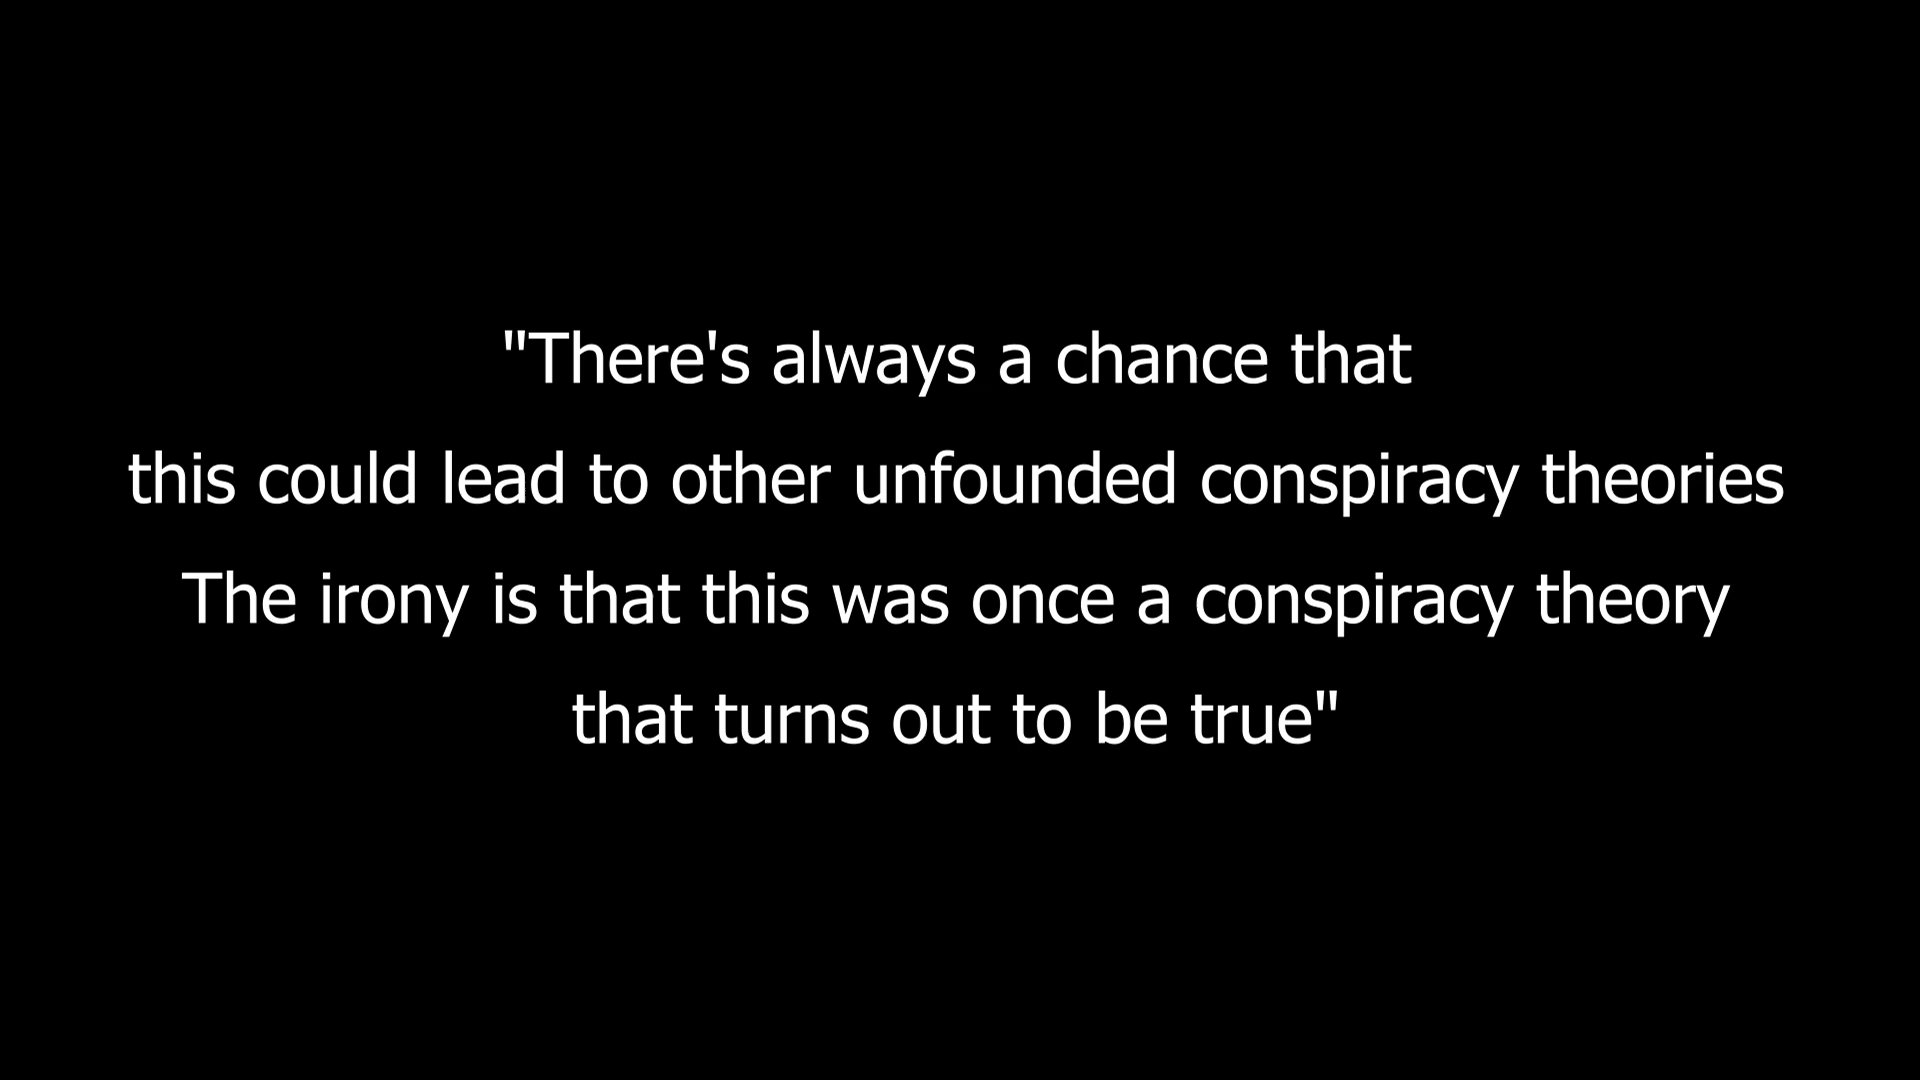 "There's always a chance that
this could lead to other unfounded conspiracy theories
The irony is that this was once a conspiracy theory
that turns out to be true"